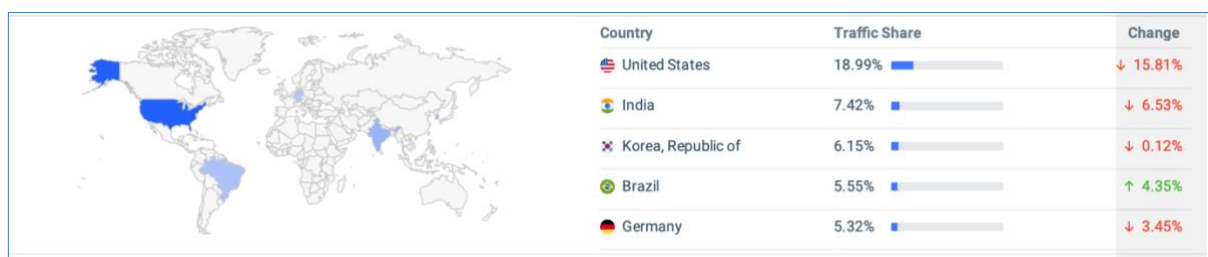 Country Traffic Share Change
United States 18.99% ↓ 15.81%
India 7.42% ↓ 6.53%
Korea, Republic of 6.15% ↓ 0.12%
Brazil 5.55% ↑ 4.35%
Germany 5.32% ↓ 3.45%